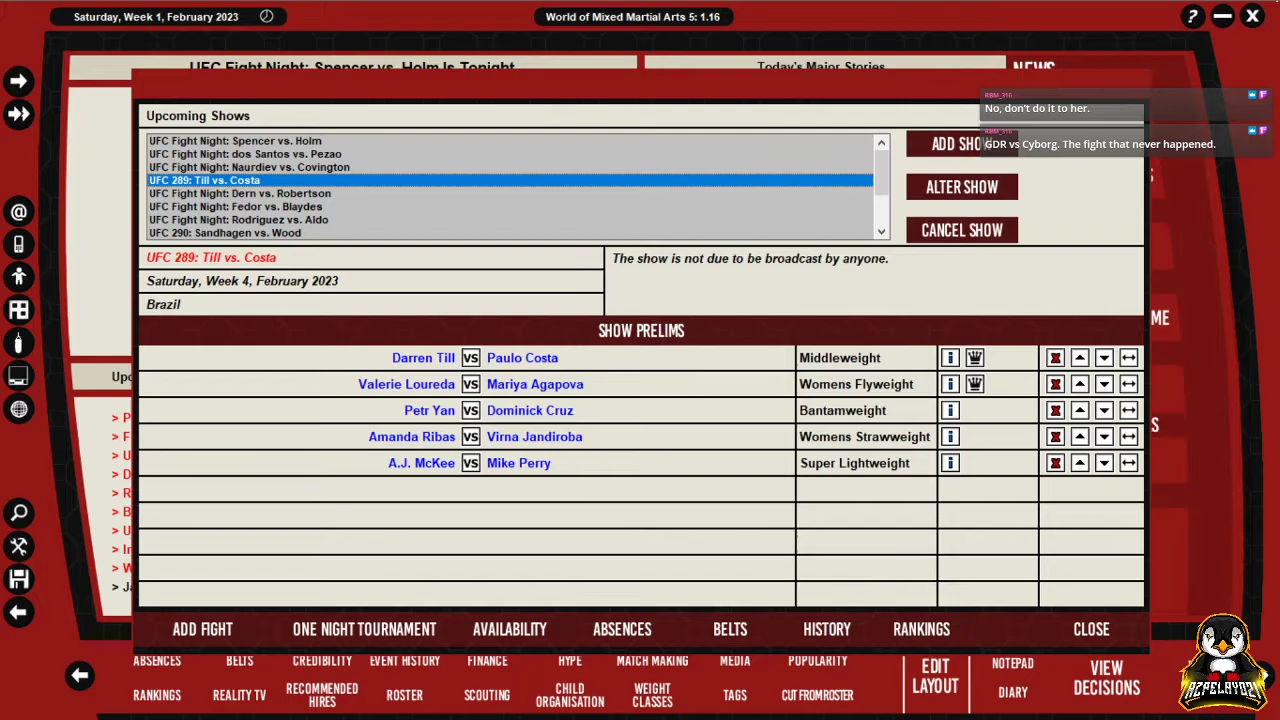 Saturday, Week 1, February 2023
World of Mixed Martial Arts 5: 1.16
?
UFC Fight Night: Spencer vs. Holm Is Tonight
Today's Major Stories
NEWS
RBM_316
No, don't do it to her.
RBM_316
GDR vs Cyborg. The fight that never happened.
Upcoming Shows
UFC Fight Night: Spencer vs. Holm
UFC Fight Night: dos Santos vs. Pezao
UFC Fight Night: Naurdiev vs. Covington
UFC 289: Till vs. Costa
UFC Fight Night: Dern vs. Robertson
UFC Fight Night: Fedor vs. Blaydes
UFC Fight Night: Rodriguez vs. Aldo
UFC 290: Sandhagen vs. Wood
ADD SHOW
ALTER SHOW
CANCEL SHOW
UFC 289: Till vs. Costa
The show is not due to be broadcast by anyone.
Saturday, Week 4, February 2023
Brazil
SHOW PRELIMS
Darren Till VS Paulo Costa Middleweight i
Valerie Loureda VS Mariya Agapova Womens Flyweight i
Petr Yan VS Dominick Cruz Bantamweight i
Amanda Ribas VS Virna Jandiroba Womens Strawweight i
A.J. McKee VS Mike Perry Super Lightweight i
ME
S
Upc
> P
> F
> U
> D
> R
> B
> U
> In
> W
> Ja
ADD FIGHT
ONE NIGHT TOURNAMENT
AVAILABILITY
ABSENCES
BELTS
HISTORY
RANKINGS
CLOSE
ABSENCES
BELTS
CREDIBILITY
EVENT HISTORY
FINANCE
HYPE
MATCH MAKING
MEDIA
POPULARITY
RANKINGS
REALITY TV
RECOMMENDED HIRES
ROSTER
SCOUTING
CHILD ORGANISATION
WEIGHT CLASSES
TAGS
CUT FROM ROSTER
EDIT LAYOUT
NOTEPAD
DIARY
VIEW DECISIONS
ACPELAYO21